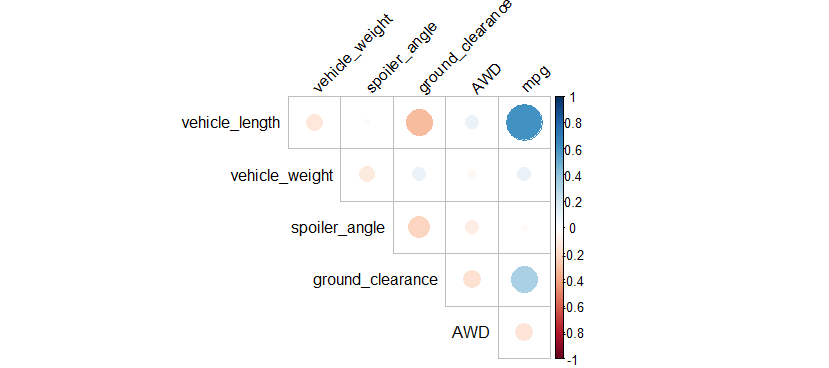 vehicle_weight
spoiler_angle
ground_clearance
AWD
mpg
vehicle_length
vehicle_weight
spoiler_angle
ground_clearance
AWD
1
0.8
0.6
0.4
0.2
0
-0.2
-0.4
-0.6
-0.8
-1